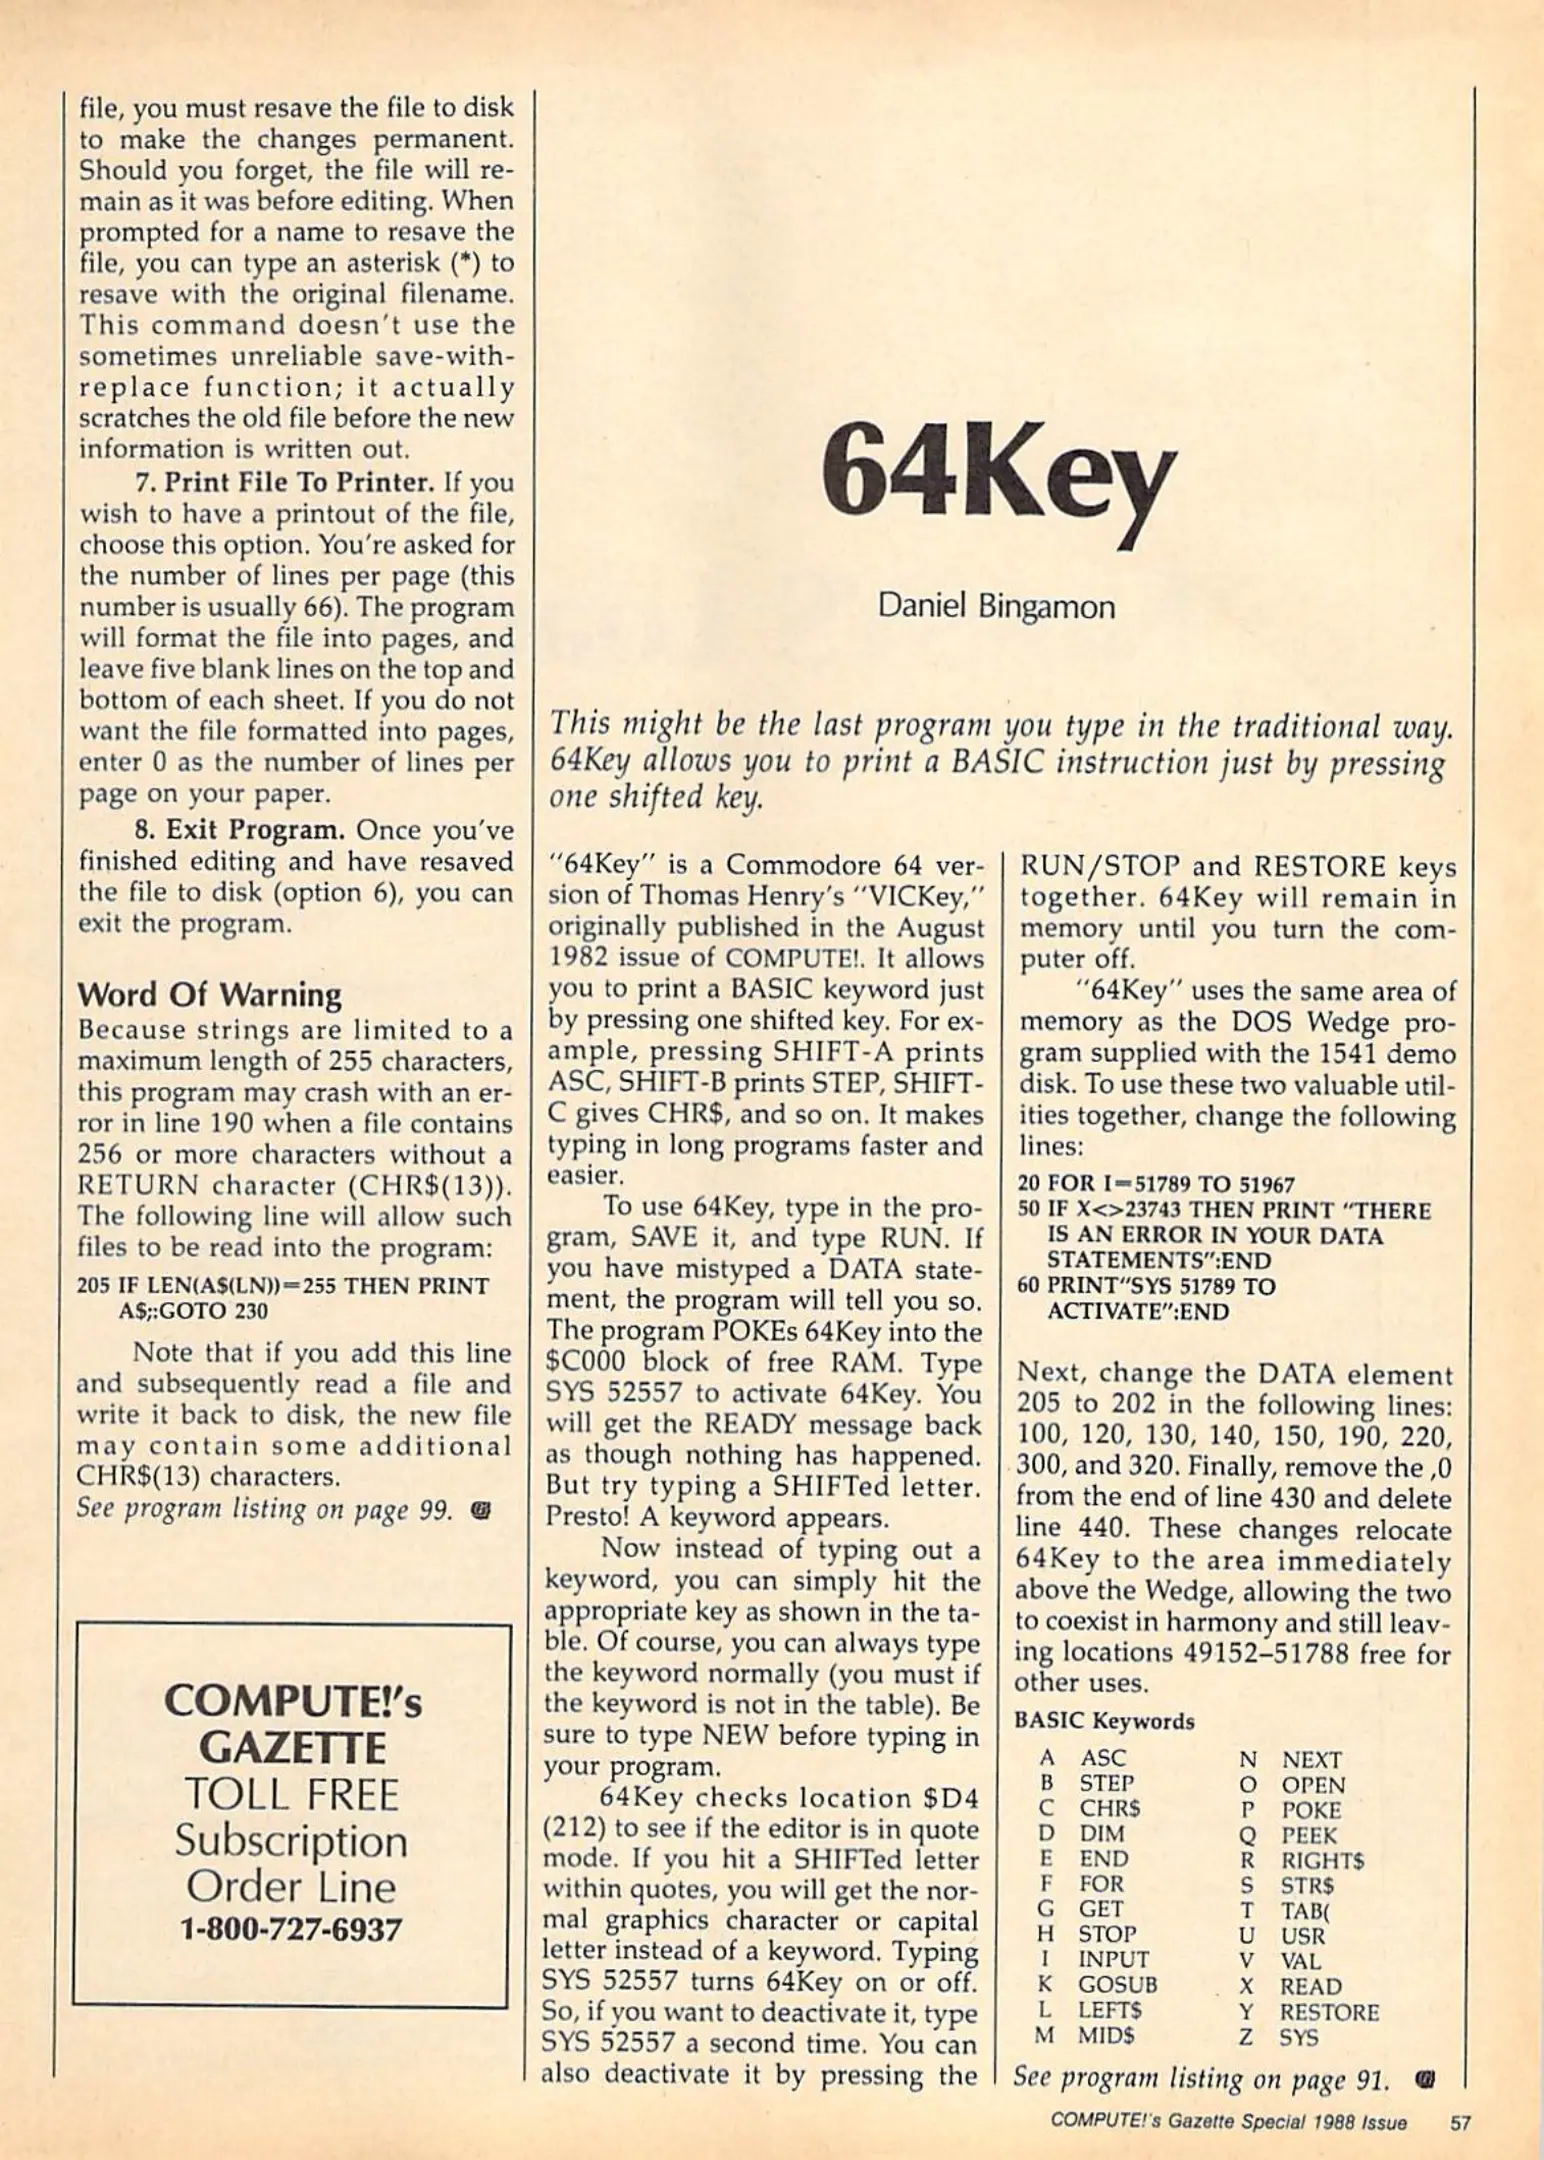 file, you must resave the file to disk
to make the changes permanent.
Should you forget, the file will re-
main as it was before editing. When
prompted for a name to resave the
file, you can type an asterisk (*) to
resave with the original filename.
This command doesn't use the
sometimes unreliable save-with-
replace function; it actually
scratches the old file before the new
information is written out.
7. Print File To Printer. If you
wish to have a printout of the file,
choose this option. You're asked for
the number of lines per page (this
number is usually 66). The program
will format the file into pages, and
leave five blank lines on the top and
bottom of each sheet. If you do not
want the file formatted into pages,
enter 0 as the number of lines per
page on your paper.
8. Exit Program. Once you've
finished editing and have resaved
the file to disk (option 6), you can
exit the program.
Word Of Warning
Because strings are limited to a
maximum length of 255 characters,
this program may crash with an er-
ror in line 190 when a file contains
256 or more characters without a
RETURN character (CHR$(13)).
The following line will allow such
files to be read into the program:
205 IF LEN(A$(LN))=255 THEN PRINT
A$;:GOTO 230
Note that if you add this line
and subsequently read a file and
write it back to disk, the new file
may contain some additional
CHR$(13) characters.
See program listing on page 99.
COMPUTE!'s
GAZETTE
TOLL FREE
Subscription
Order Line
1-800-727-6937
64Key
Daniel Bingamon
This might be the last program you type in the traditional way.
64Key allows you to print a BASIC instruction just by pressing
one shifted key.
"64Key" is a Commodore 64 ver-
sion of Thomas Henry's "VICKey,"
originally published in the August
1982 issue of COMPUTE!. It allows
you to print a BASIC keyword just
by pressing one shifted key. For ex-
ample, pressing SHIFT-A prints
ASC, SHIFT-B prints STEP, SHIFT-
C gives CHR$, and so on. It makes
typing in long programs faster and
easier.
To use 64Key, type in the pro-
gram, SAVE it, and type RUN. If
you have mistyped a DATA state-
ment, the program will tell you so.
The program POKEs 64Key into the
$C000 block of free RAM. Type
SYS 52557 to activate 64Key. You
will get the READY message back
as though nothing has happened.
But try typing a SHIFTed letter.
Presto! A keyword appears.
Now instead of typing out a
keyword, you can simply hit the
appropriate key as shown in the ta-
ble. Of course, you can always type
the keyword normally (you must if
the keyword is not in the table). Be
sure to type NEW before typing in
your program.
64Key checks location $D4
(212) to see if the editor is in quote
mode. If you hit a SHIFTed letter
within quotes, you will get the nor-
mal graphics character or capital
letter instead of a keyword. Typing
SYS 52557 turns 64Key on or off.
So, if you want to deactivate it, type
SYS 52557 a second time. You can
also deactivate it by pressing the
RUN/STOP and RESTORE keys
together. 64Key will remain in
memory until you turn the com-
puter off.
"64Key" uses the same area of
memory as the DOS Wedge pro-
gram supplied with the 1541 demo
disk. To use these two valuable util-
ities together, change the following
lines:
20 FOR I=51789 TO 51967
50 IF X<>23743 THEN PRINT "THERE
IS AN ERROR IN YOUR DATA
STATEMENTS":END
60 PRINT"SYS 51789 TO
ACTIVATE":END
Next, change the DATA element
205 to 202 in the following lines:
100, 120, 130, 140, 150, 190, 220,
300, and 320. Finally, remove the ,0
from the end of line 430 and delete
line 440. These changes relocate
64Key to the area immediately
above the Wedge, allowing the two
to coexist in harmony and still leav-
ing locations 49152–51788 free for
other uses.
BASIC Keywords
A ASC N NEXT
B STEP O OPEN
C CHR$ P POKE
D DIM Q PEEK
E END R RIGHT$
F FOR S STR$
G GET T TAB(
H STOP U USR
I INPUT V VAL
K GOSUB X READ
L LEFT$ Y RESTORE
M MID$ Z SYS
See program listing on page 91.
COMPUTE!'s Gazette Special 1988 Issue 57